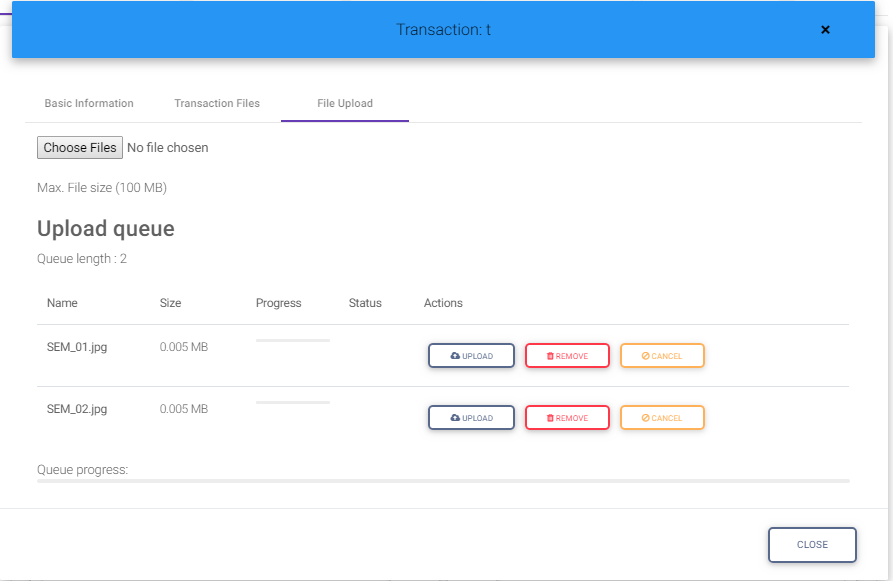 Transaction: t ×
Basic Information Transaction Files File Upload
Choose Files No file chosen
Max. File size (100 MB)
Upload queue
Queue length : 2
Name Size Progress Status Actions
SEM_01.jpg 0.005 MB UPLOAD REMOVE CANCEL
SEM_02.jpg 0.005 MB UPLOAD REMOVE CANCEL
Queue progress:
CLOSE